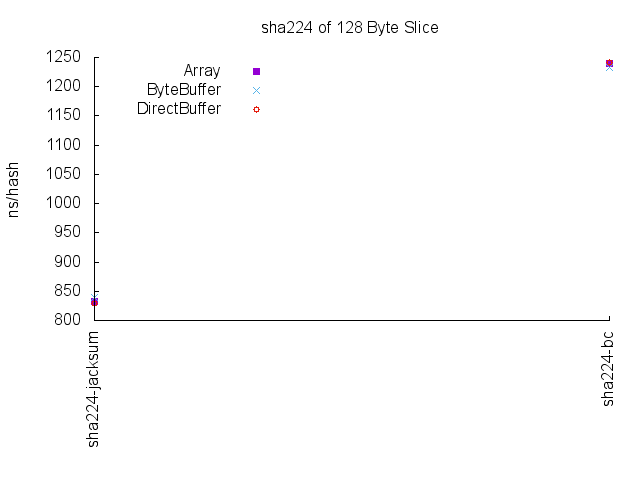 sha224 of 128 Byte Slice
1250
1200
1150
1100
1050
1000
950
900
850
800
ns/hash
Array
ByteBuffer
DirectBuffer
sha224-jacksum
sha224-bc